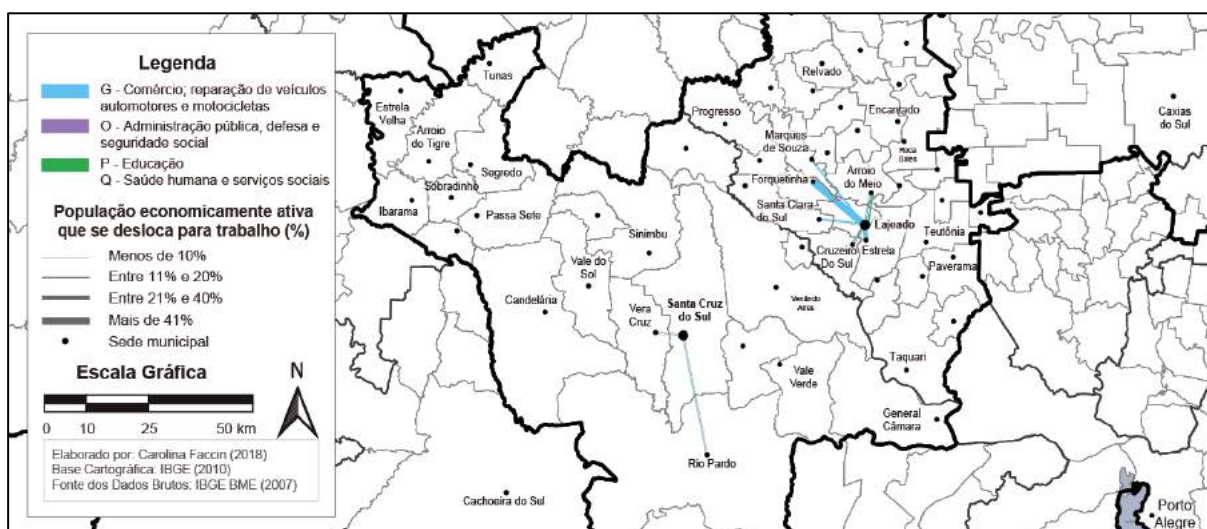 Legenda
G - Comércio; reparação de veículos
automotores e motocicletas
O - Administração pública, defesa e
seguridade social
P - Educação
Q - Saúde humana e serviços sociais
População economicamente ativa
que se desloca para trabalho (%)
Menos de 10%
Entre 11% e 20%
Entre 21% e 40%
Mais de 41%
Sede municipal
Escala Gráfica
N
0 10 25 50 km
Elaborado por: Carolina Faccin (2018)
Base Cartográfica: IBGE (2010)
Fonte dos Dados Brutos: IBGE BME (2007)
Tunas
Estrela
Velha
Arroio
do Tigre
Segredo
Sobradinho
Ibarama
Passa Sete
Relvado
Progresso
Encantado
Marques
de Souza
Forquetinha
Arroio
do Meio
Santa Clara
do Sul
Lajeado
Cruzeiro
Do Sul
Estrela
Teutônia
Paverama
Caxias
do Sul
Sinimbu
Vale do
Sol
Candelária
Vera
Cruz
Santa Cruz
do Sul
Venâncio
Aires
Vale
Verde
Taquari
General
Câmara
Rio Pardo
Cachoeira do Sul
Porto
Alegre